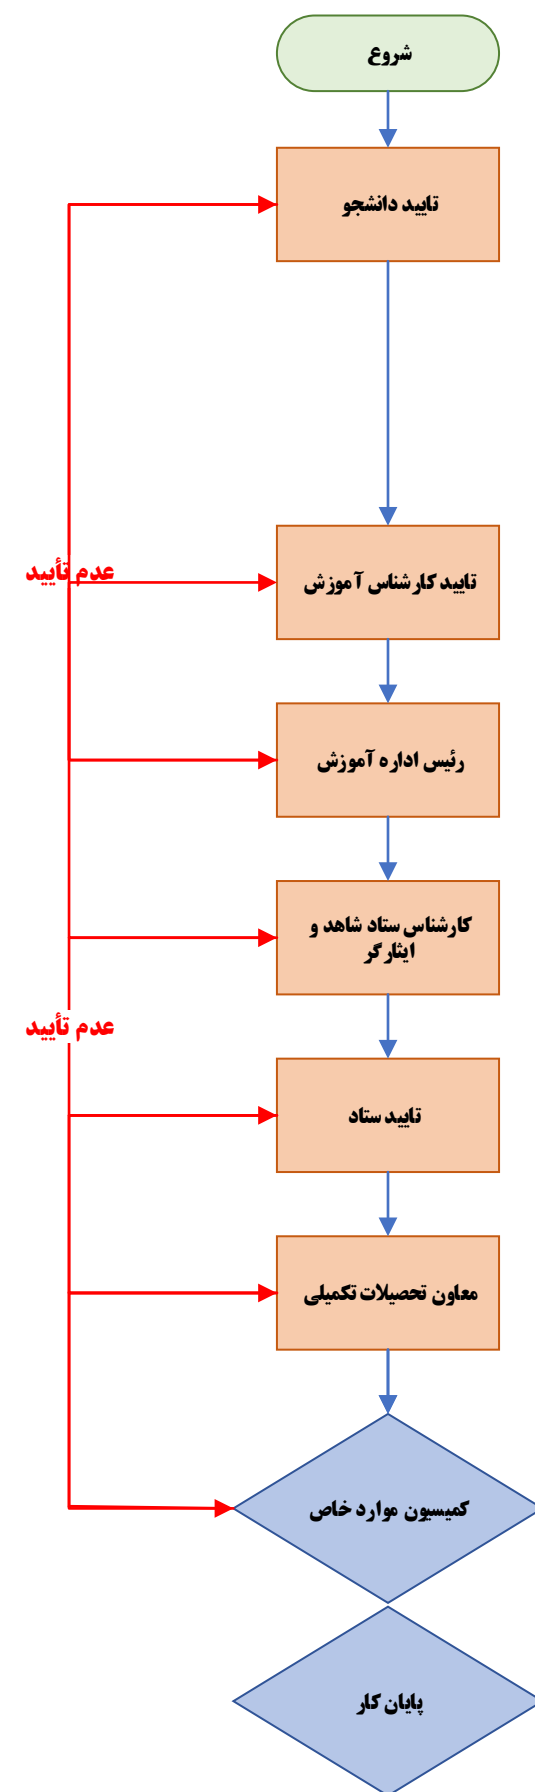 شروع
تایید دانشجو
عدم تأیید
تایید کارشناس آموزش
رئیس اداره آموزش
کارشناس ستاد شاهد و
ایثارگر
عدم تأیید
تایید ستاد
معاون تحصیلات تکمیلی
کمیسیون موارد خاص
پایان کار